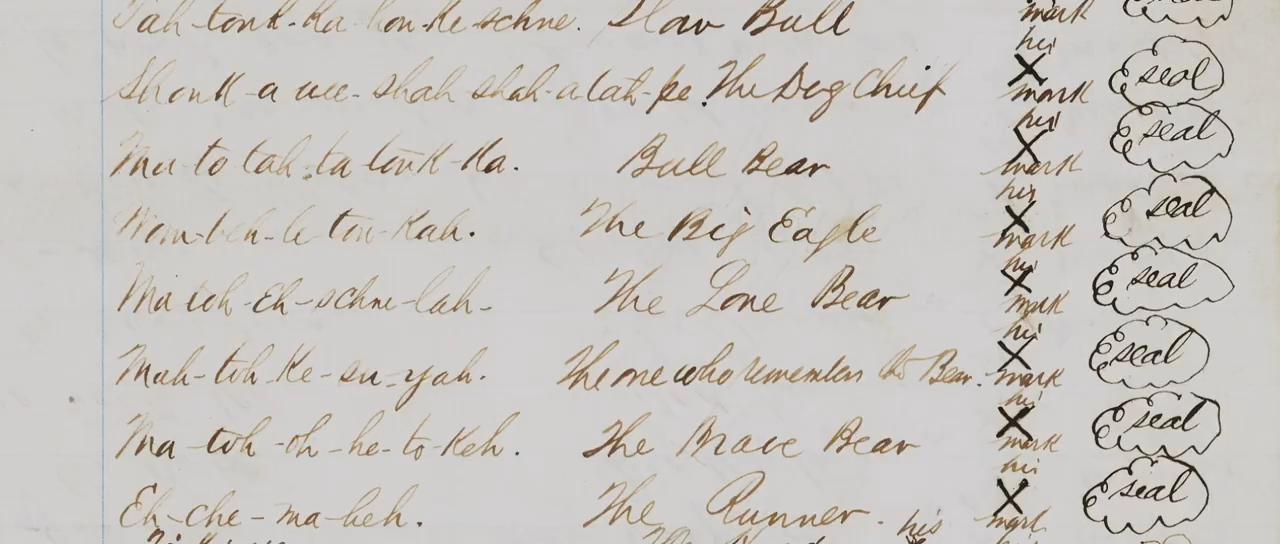 Tah-tonk-ka-hon-ke-schne. Slow Bull mark
his
Shonk-a wee-shah shah-atah-pe. The Dog Chief X mark seal
his
Ma-to tah-ta tonk-ka. Bull Bear X mark seal
his
Wom-beh-le ton-kah. The Big Eagle X mark seal
his
Ma toh-eh-schne-lah- The Lone Bear X mark seal
his
Mah-toh-ke-su-yah. The one who remembers the Bear. X mark seal
his
Ma-toh-oh-he-to-keh. The Brave Bear X mark seal
his
Eh-che-ma-heh. The Runner. X mark seal
his